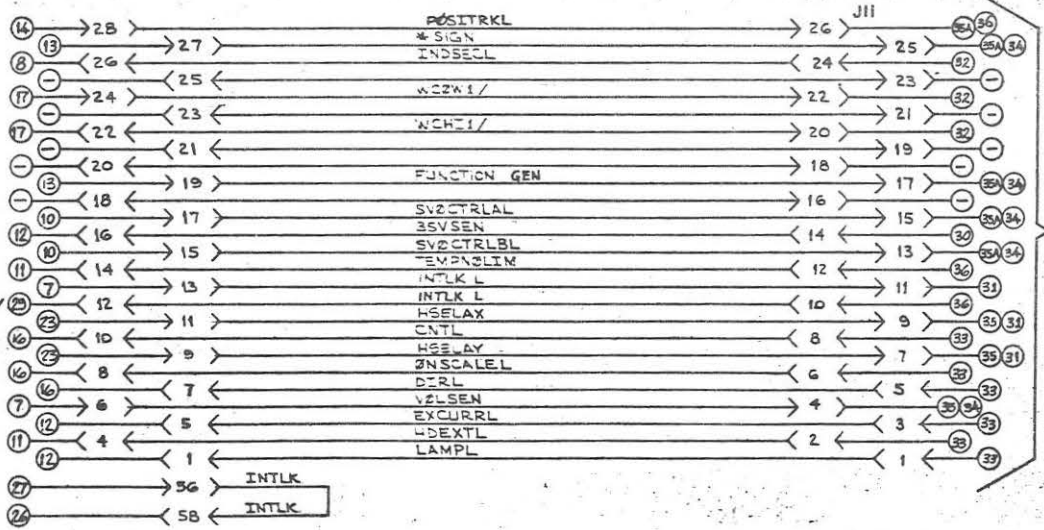 J11
14 28 POSITRKL 26 35A 36
13 27 * SIGN 25 35A 34
8 26 INDSECL 24 32
- 25 23 -
17 24 WC2W1/ 22 32
- 23 21 -
17 22 WCHI1/ 20 32
- 21 19 -
- 20 18 -
13 19 FUNCTION GEN 17 35A 34
- 18 16 -
10 17 SVØCTRLAL 15 35A 34
12 16 35VSEN 14 30
10 15 SVØCTRLBL 13 35A 34
11 14 TEMPNØLIM 12 36
7 13 INTLK L 11 31
29 12 INTLK L 10 36
23 11 HSELAX 9 35 31
16 10 CNTL 8 33
23 9 HSELAY 7 35 31
16 8 ØNSCALEL 6 33
16 7 DIRL 5 33
7 6 VØLSEN 4 35 34
12 5 EXCURRL 3 33
11 4 HDEXTL 2 33
12 1 LAMPL 1 33
27 56 INTLK
26 58 INTLK